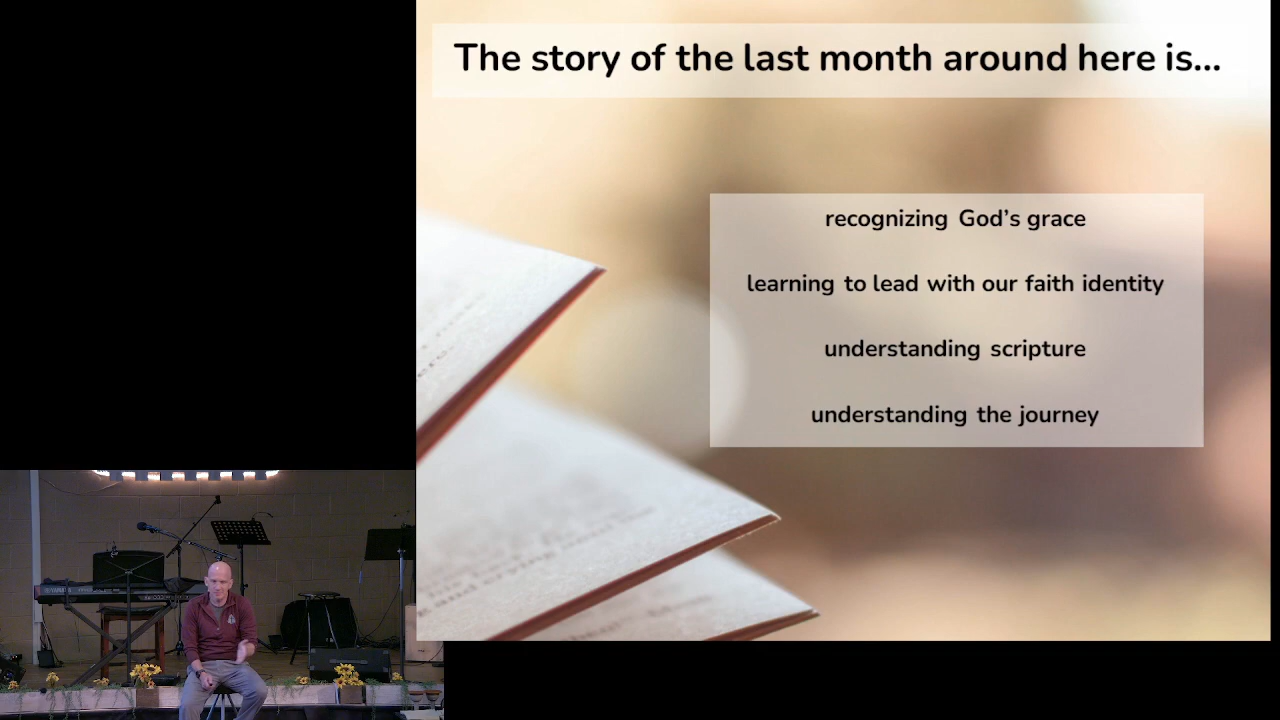 The story of the last month around here is...
recognizing God's grace
learning to lead with our faith identity
understanding scripture
understanding the journey
YAMAHA